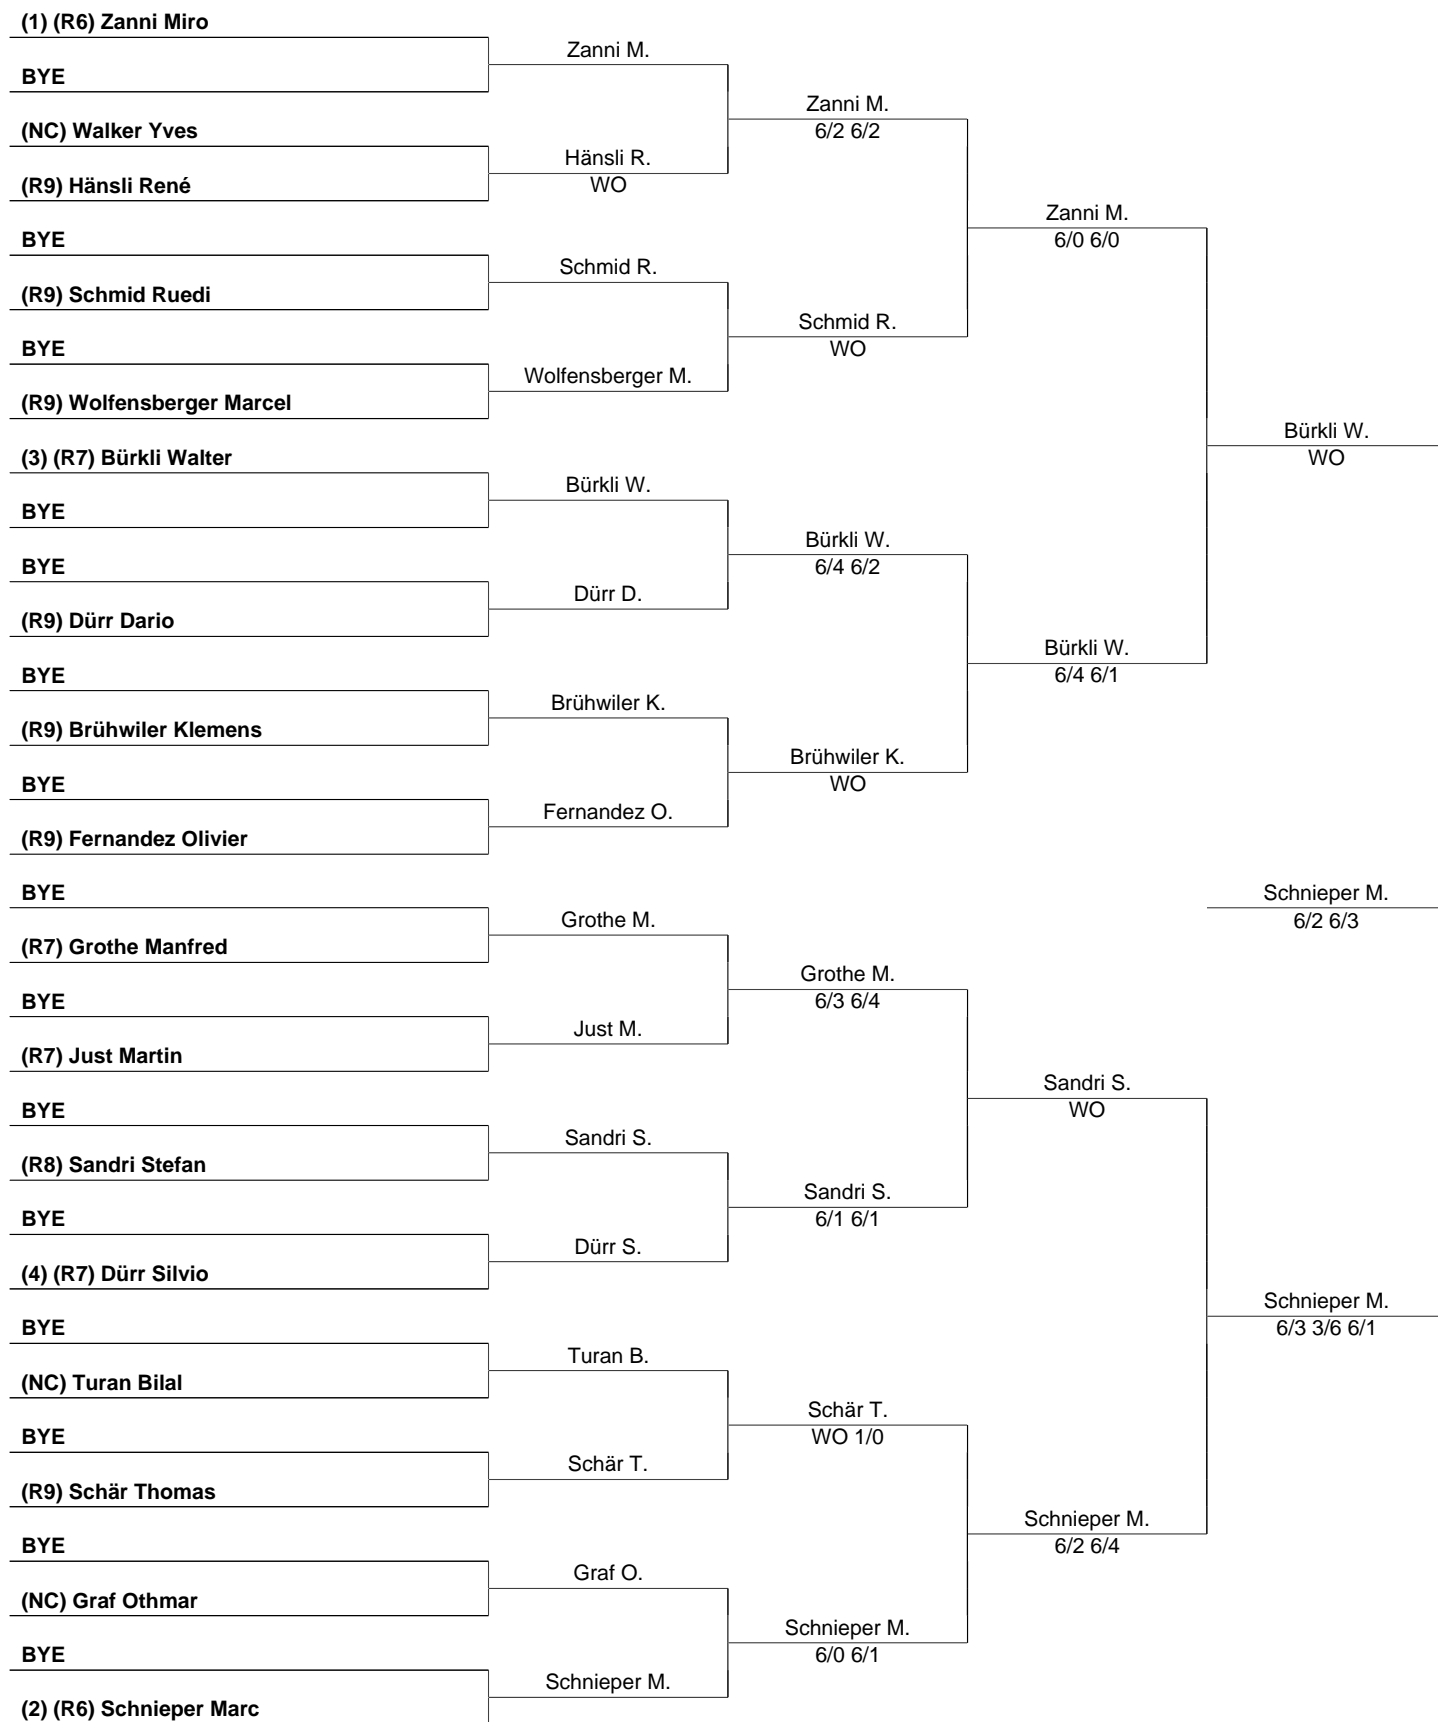 (1) (R6) Zanni Miro
Zanni M.
BYE
Zanni M.
6/2 6/2
(NC) Walker Yves
Hänsli R.
WO
(R9) Hänsli René
Zanni M.
6/0 6/0
BYE
Schmid R.
(R9) Schmid Ruedi
Schmid R.
WO
BYE
Wolfensberger M.
(R9) Wolfensberger Marcel
Bürkli W.
WO
(3) (R7) Bürkli Walter
Bürkli W.
BYE
Bürkli W.
6/4 6/2
BYE
Dürr D.
(R9) Dürr Dario
Bürkli W.
6/4 6/1
BYE
Brühwiler K.
(R9) Brühwiler Klemens
Brühwiler K.
WO
BYE
Fernandez O.
(R9) Fernandez Olivier
BYE
Schnieper M.
6/2 6/3
Grothe M.
(R7) Grothe Manfred
Grothe M.
6/3 6/4
BYE
Just M.
(R7) Just Martin
Sandri S.
WO
BYE
Sandri S.
(R8) Sandri Stefan
Sandri S.
6/1 6/1
BYE
Dürr S.
(4) (R7) Dürr Silvio
Schnieper M.
6/3 3/6 6/1
BYE
Turan B.
(NC) Turan Bilal
Schär T.
WO 1/0
BYE
Schär T.
(R9) Schär Thomas
Schnieper M.
6/2 6/4
BYE
Graf O.
(NC) Graf Othmar
Schnieper M.
6/0 6/1
BYE
Schnieper M.
(2) (R6) Schnieper Marc